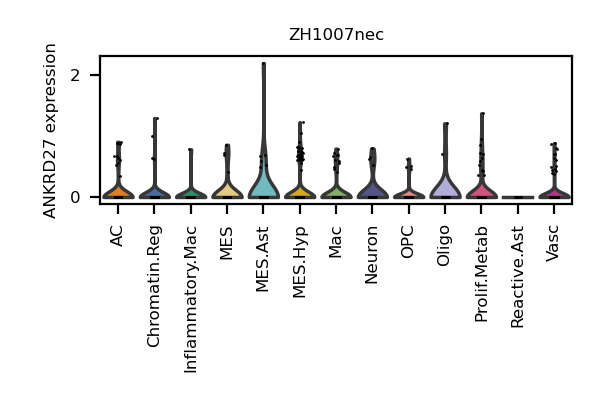 ZH1007nec
ANKRD27 expression
2
0
AC
Chromatin.Reg
Inflammatory.Mac
MES
MES.Ast
MES.Hyp
Mac
Neuron
OPC
Oligo
Prolif.Metab
Reactive.Ast
Vasc